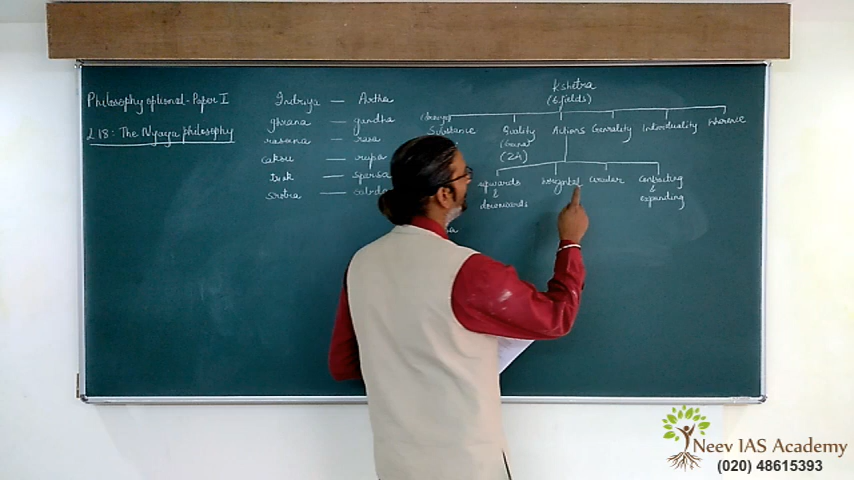 Philosophy optional - Paper I
L 18: The Nyaya philosophy
Indriya — Artha
ghrana — gandha
rasana — rasa
caksu — rupa
Tvak — sparsa
srotra — sabda
Kshetra
(6 fields)
Substance
Quality
(Guna)
(24)
Actions
Generality
Individuality
Inherence
upwards
&
downwards
horizontal
circular
contracting
&
expanding
Neev IAS Academy
(020) 48615393